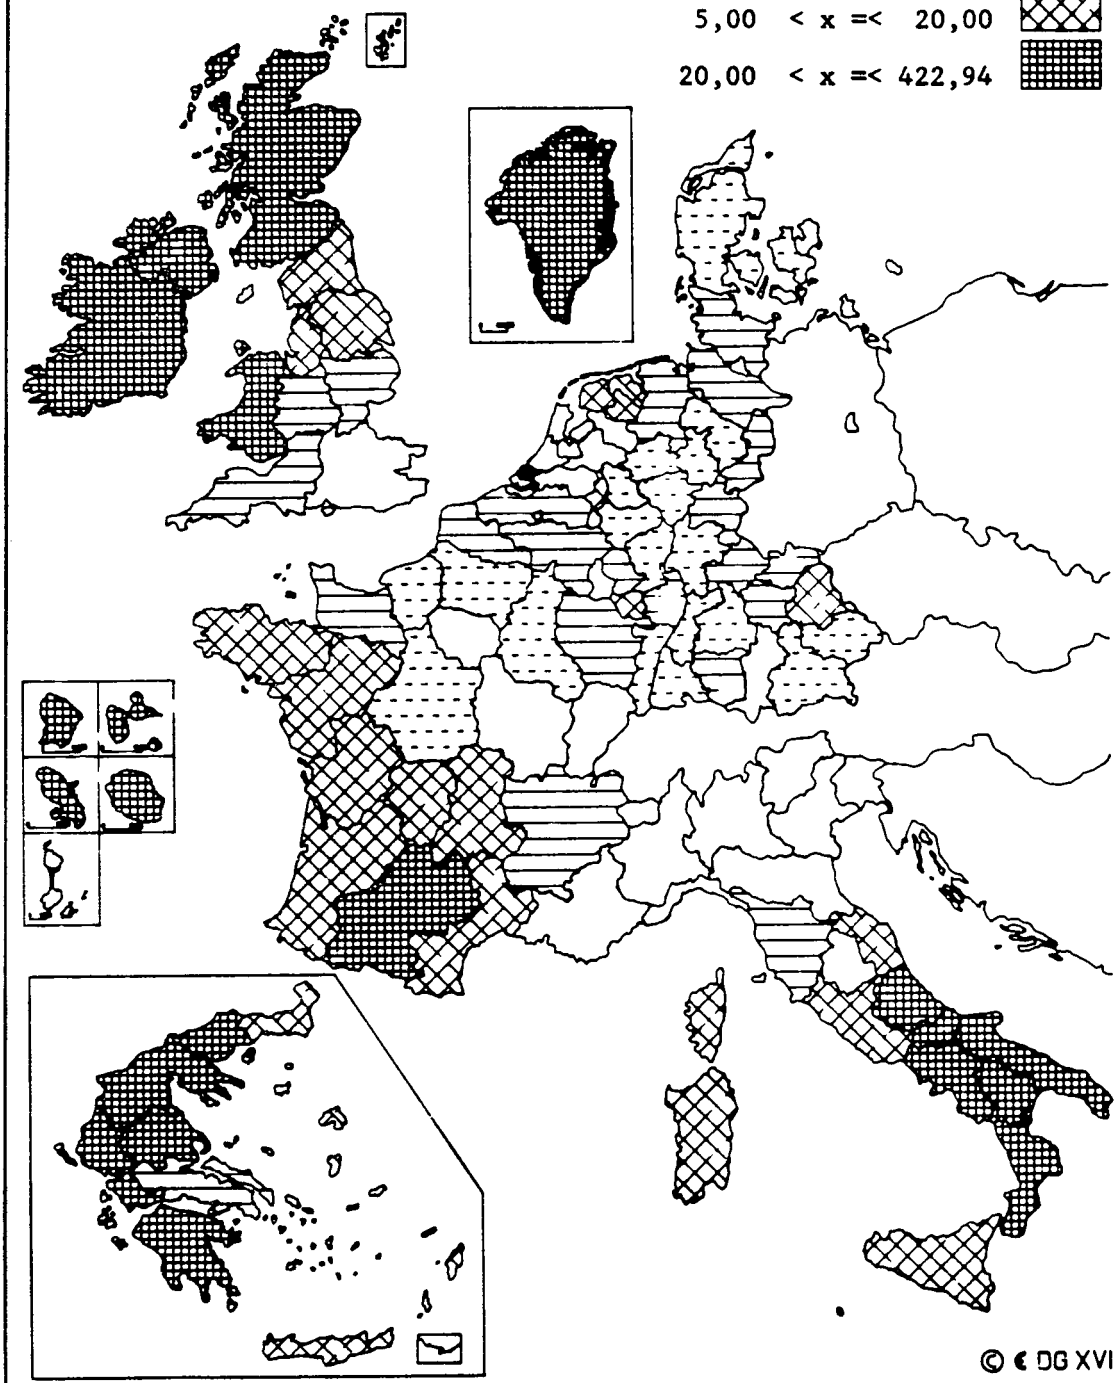 5,00 < x =< 20,00
20,00 < x =< 422,94
© € DG XVI